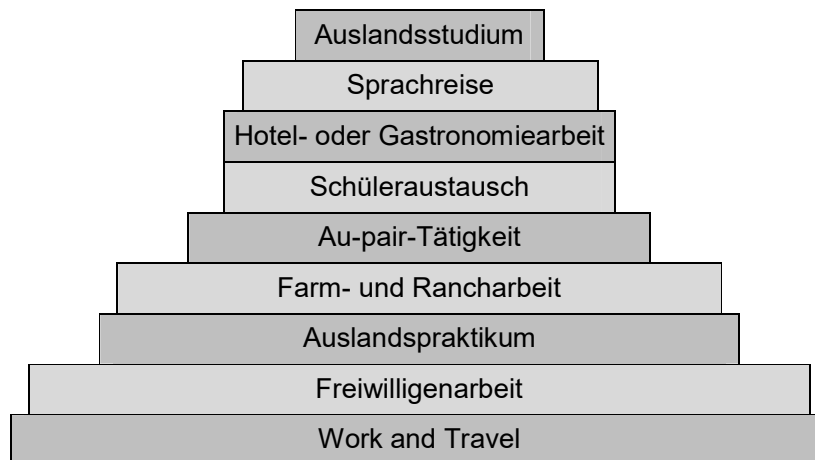 Auslandsstudium
Sprachreise
Hotel- oder Gastronomiearbeit
Schüleraustausch
Au-pair-Tätigkeit
Farm- und Rancharbeit
Auslandspraktikum
Freiwilligenarbeit
Work and Travel